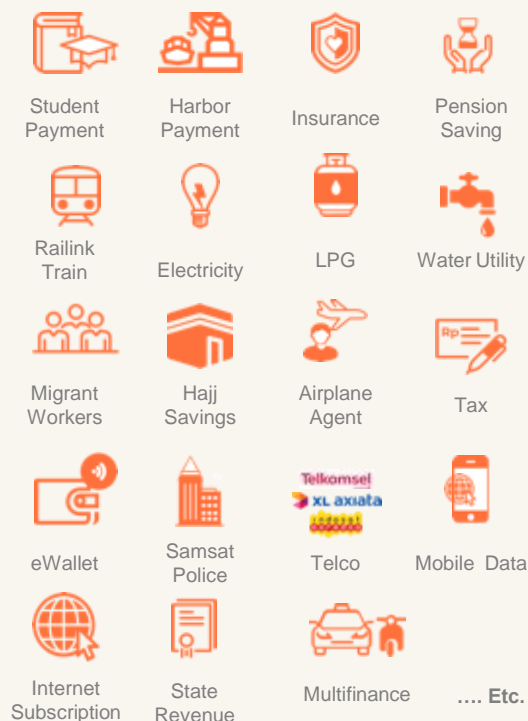 Student
Payment
Harbor
Payment
Insurance
Pension
Saving
Railink
Train
Electricity
LPG
Water Utility
Migrant
Workers
Hajj
Savings
Airplane
Agent
Rp
Tax
eWallet
Samsat
Police
Telkomsel
XL axiata
Telco
Mobile Data
Internet
Subscription
State
Revenue
Multifinance
.... Etc.